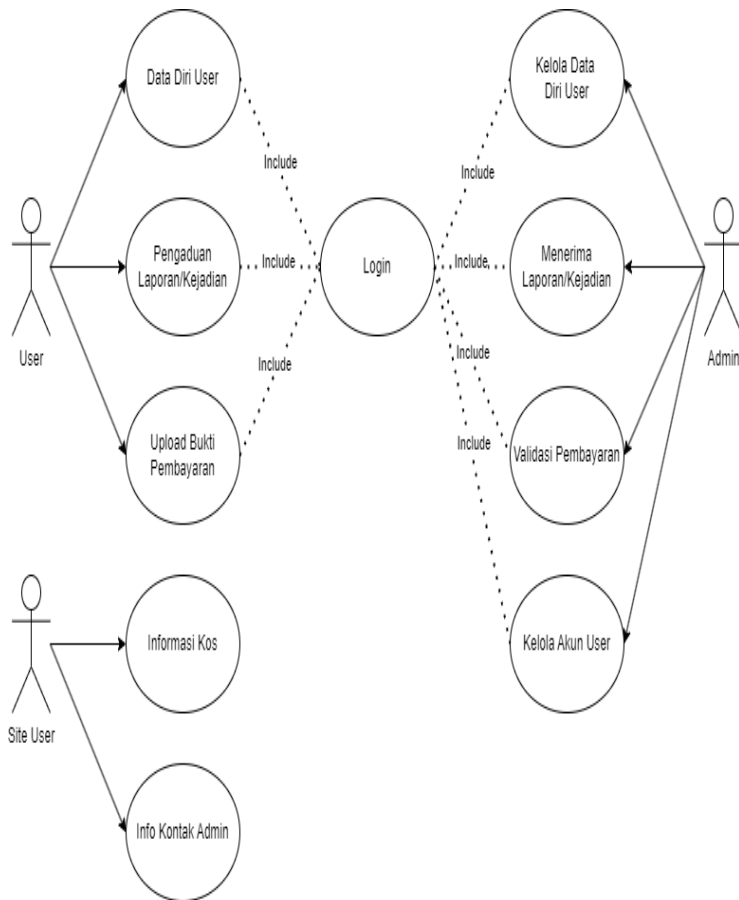 Data Diri User
Kelola Data
Diri User
Include
Include
Pengaduan
Laporan/Kejadian
Include
Login
Include
Menerima
Laporan/Kejadian
User
Admin
Include
Include
Upload Bukti
Pembayaran
Include
Validasi Pembayaran
Informasi Kos
Kelola Akun User
Site User
Info Kontak Admin